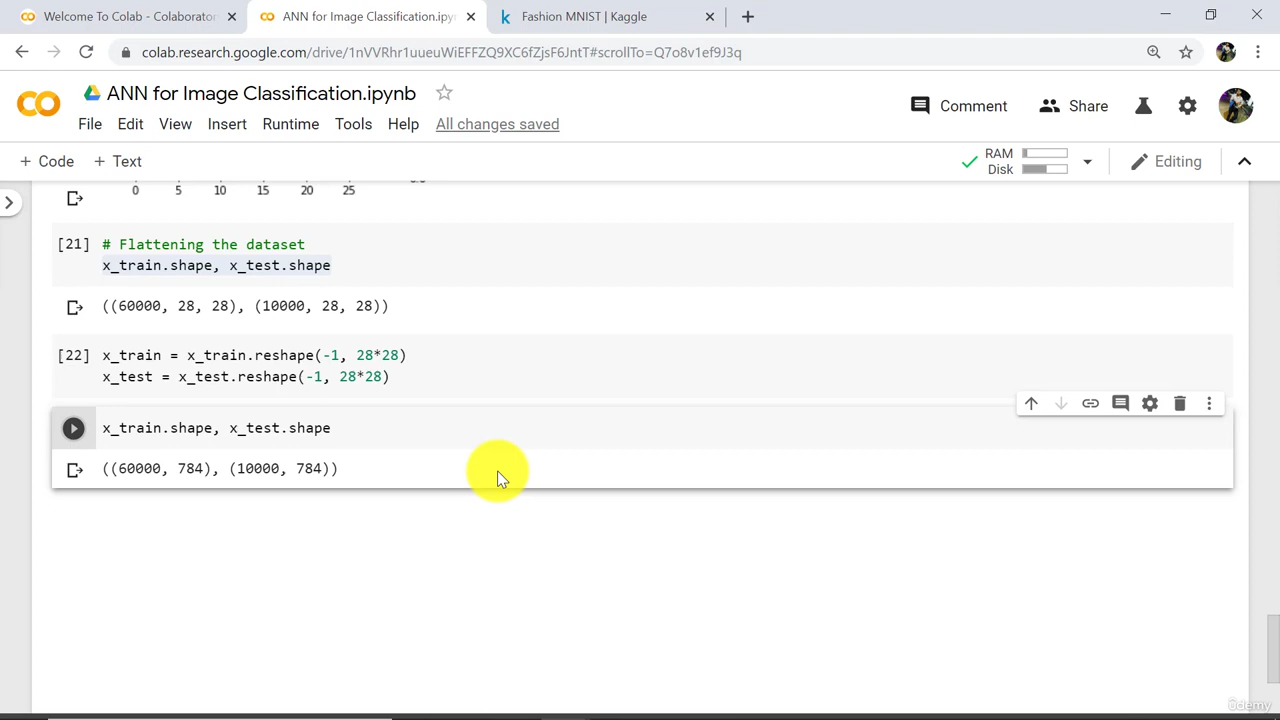 Welcome To Colab - Colaborator
ANN for Image Classification.ipyn
Fashion MNIST | Kaggle
colab.research.google.com/drive/1nVVRhr1uueuWiEFFZQ9XC6fZjsF6JntT#scrollTo=Q7o8v1ef9J3q
ANN for Image Classification.ipynb
Comment
Share
File Edit View Insert Runtime Tools Help All changes saved
+ Code + Text
RAM
Disk
Editing
0 5 10 15 20 25
[21] # Flattening the dataset
x_train.shape, x_test.shape
((60000, 28, 28), (10000, 28, 28))
[22] x_train = x_train.reshape(-1, 28*28)
x_test = x_test.reshape(-1, 28*28)
x_train.shape, x_test.shape
((60000, 784), (10000, 784))
ûdemy